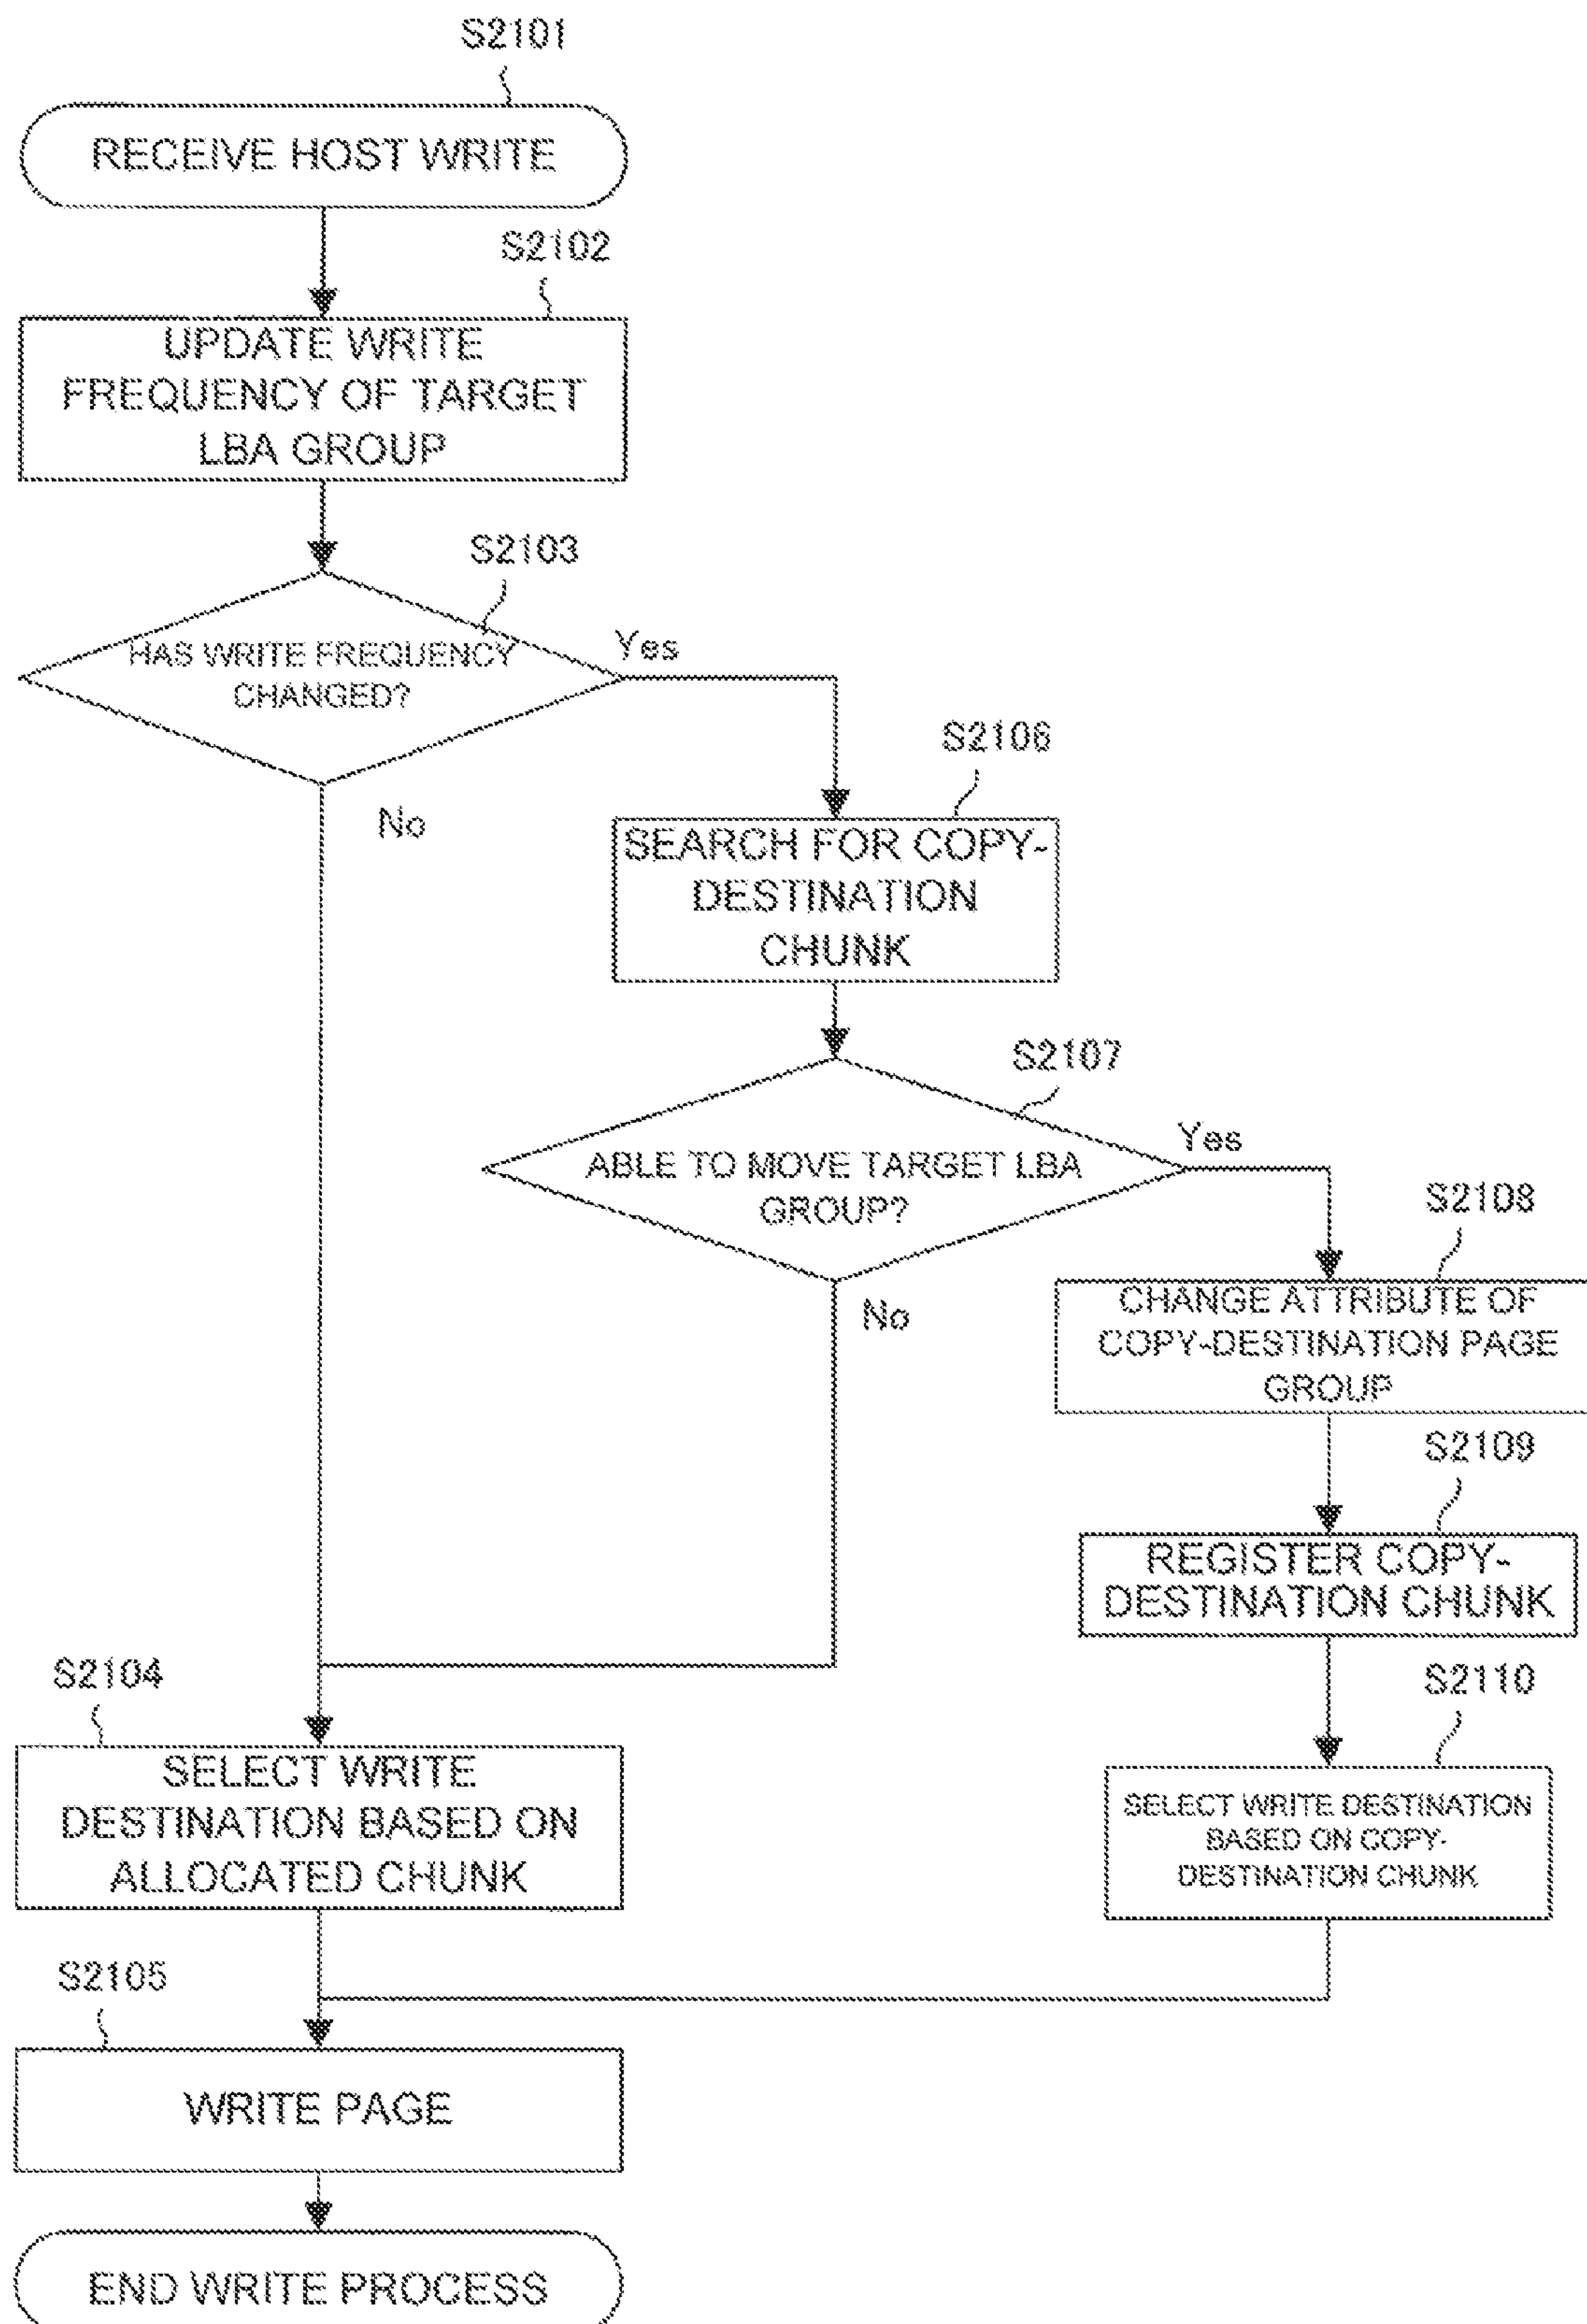 S2101
RECEIVE HOST WRITE
S2102
UPDATE WRITE
FREQUENCY OF TARGET
LBA GROUP
S2103
HAS WRITE FREQUENCY
CHANGED?
Yes
No
S2106
SEARCH FOR COPY-
DESTINATION
CHUNK
S2107
ABLE TO MOVE TARGET LBA
GROUP?
Yes
No
S2108
CHANGE ATTRIBUTE OF
COPY-DESTINATION PAGE
GROUP
S2109
REGISTER COPY-
DESTINATION CHUNK
S2104
SELECT WRITE
DESTINATION BASED ON
ALLOCATED CHUNK
S2110
SELECT WRITE DESTINATION
BASED ON COPY-
DESTINATION CHUNK
S2105
WRITE PAGE
END WRITE PROCESS